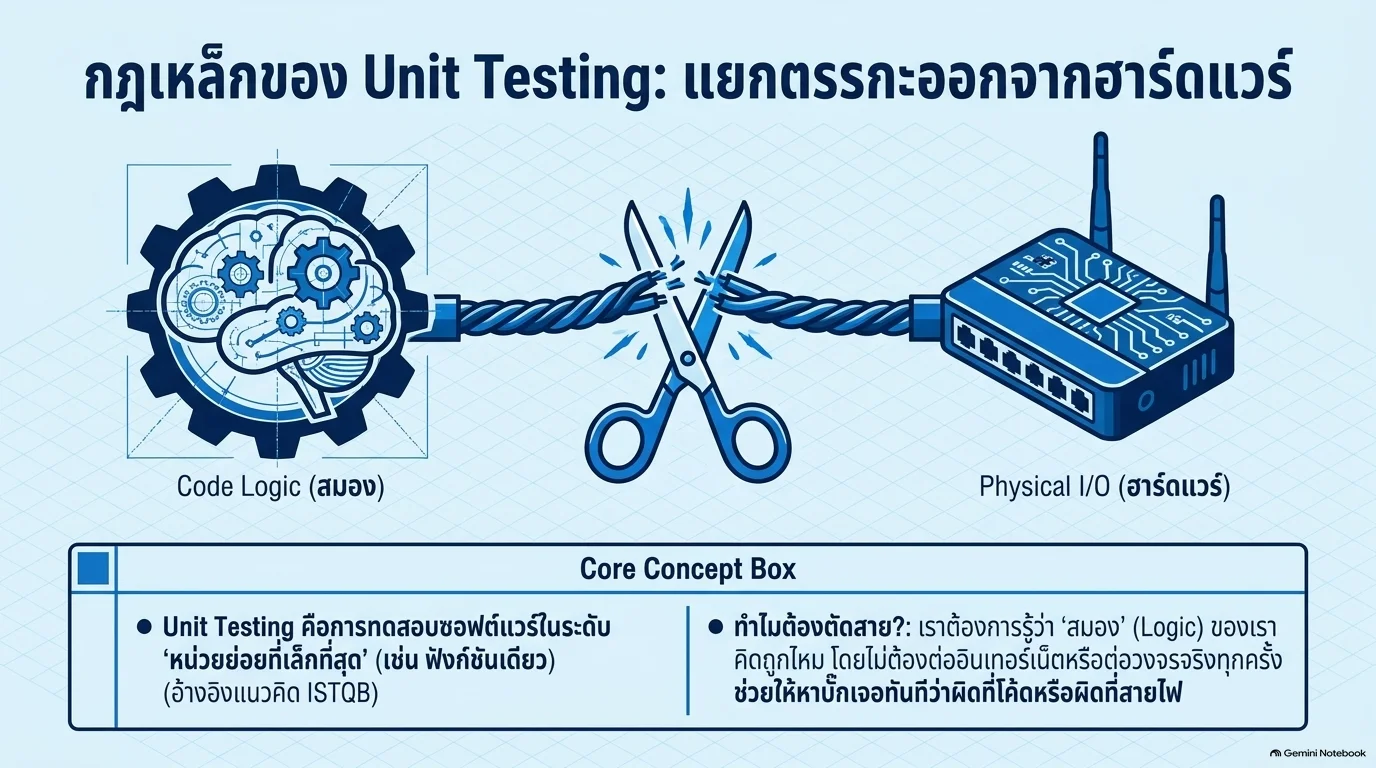 กฎเหล็กของ Unit Testing: แยกตรรกะออกจากฮาร์ดแวร์
Code Logic (สมอง)
Physical I/O (ฮาร์ดแวร์)
Core Concept Box
● Unit Testing คือการทดสอบซอฟต์แวร์ในระดับ
‘หน่วยย่อยที่เล็กที่สุด’ (เช่น ฟังก์ชันเดียว)
(อ้างอิงแนวคิด ISTQB)
● ทำไมต้องตัดสาย?: เราต้องการรู้ว่า ‘สมอง’ (Logic) ของเรา
คิดถูกไหม โดยไม่ต้องต่ออินเทอร์เน็ตหรือต่อวงจรจริงทุกครั้ง
ช่วยให้หาบั๊กเจอทันทีว่าผิดที่โค้ดหรือผิดที่สายไฟ
Gemini Notebook